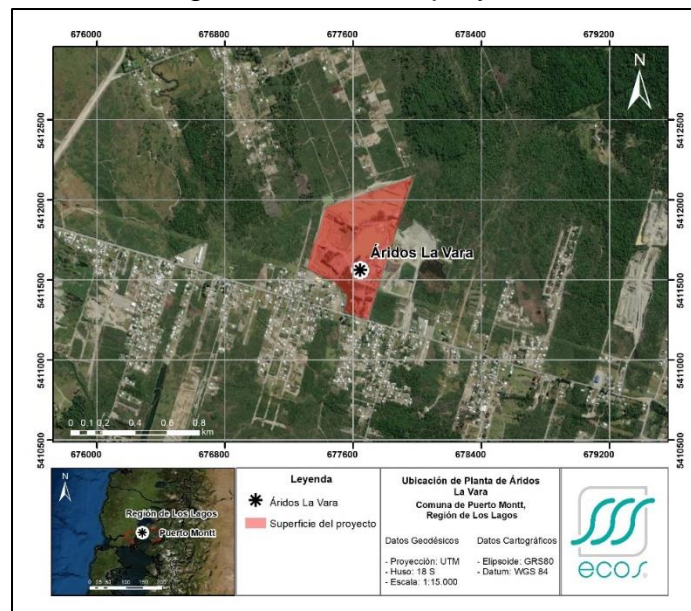 676000 676800 677600 678400 679200
N
5412500 5412500
5412000 5412000
Áridos La Vara
5411500 5411500
5411000 5411000
0 0.1 0.2 0.4 0.6 0.8
km
5410500 5410500
676000 676800 677600 678400 679200
N
Región de Los Lagos
Puerto Montt
Leyenda
Áridos La Vara
Superficie del proyecto
Ubicación de Planta de Áridos
La Vara
Comuna de Puerto Montt,
Región de Los Lagos
Datos Geodésicos
- Proyección: UTM
- Huso: 18 S
- Escala: 1:15.000
Datos Cartográficos
- Elipsoide: GRS80
- Datum: WGS 84
ecos